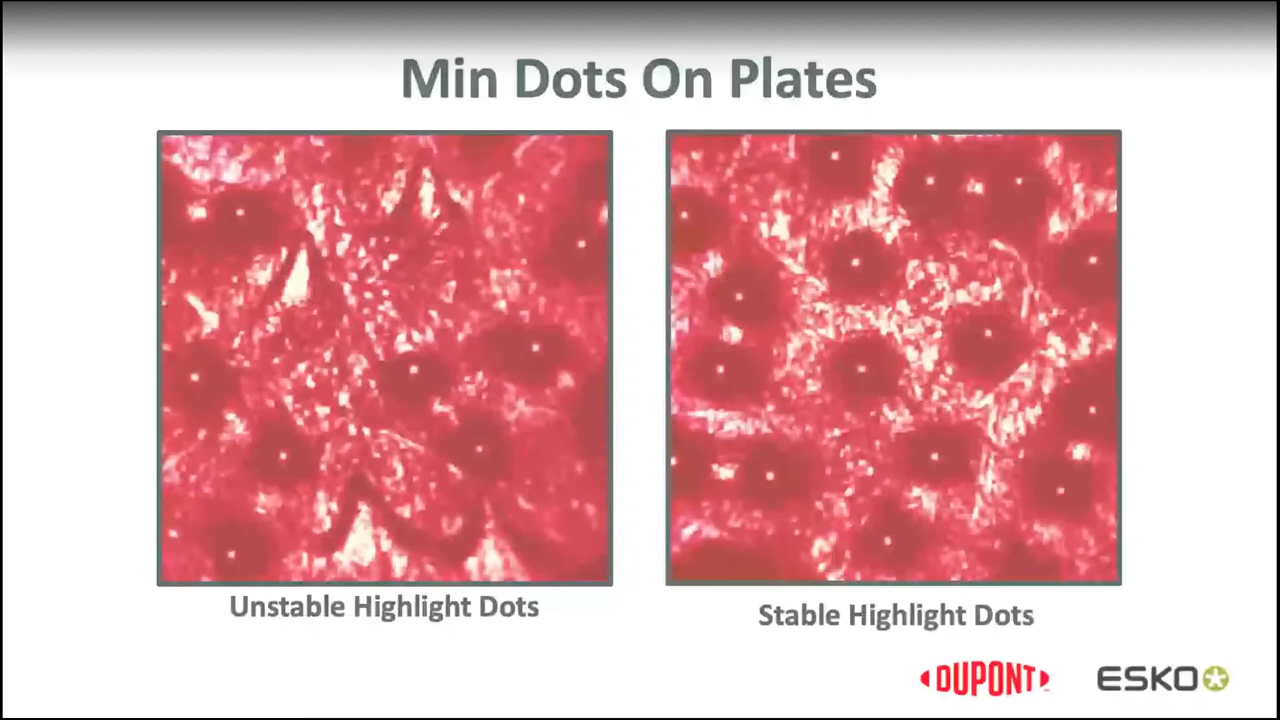 Min Dots On Plates
Unstable Highlight Dots
Stable Highlight Dots
DUPONT
ESKO